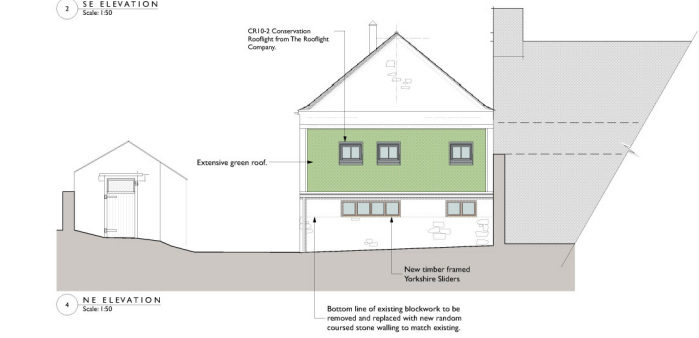 2
SE ELEVATION
Scale: 1:50
CR10-2 Conservation
Rooflight from The Rooflight
Company.
Extensive green roof.
New timber framed
Yorkshire Sliders
4
NE ELEVATION
Scale: 1:50
Bottom line of existing blockwork to be
removed and replaced with new random
coursed stone walling to match existing.